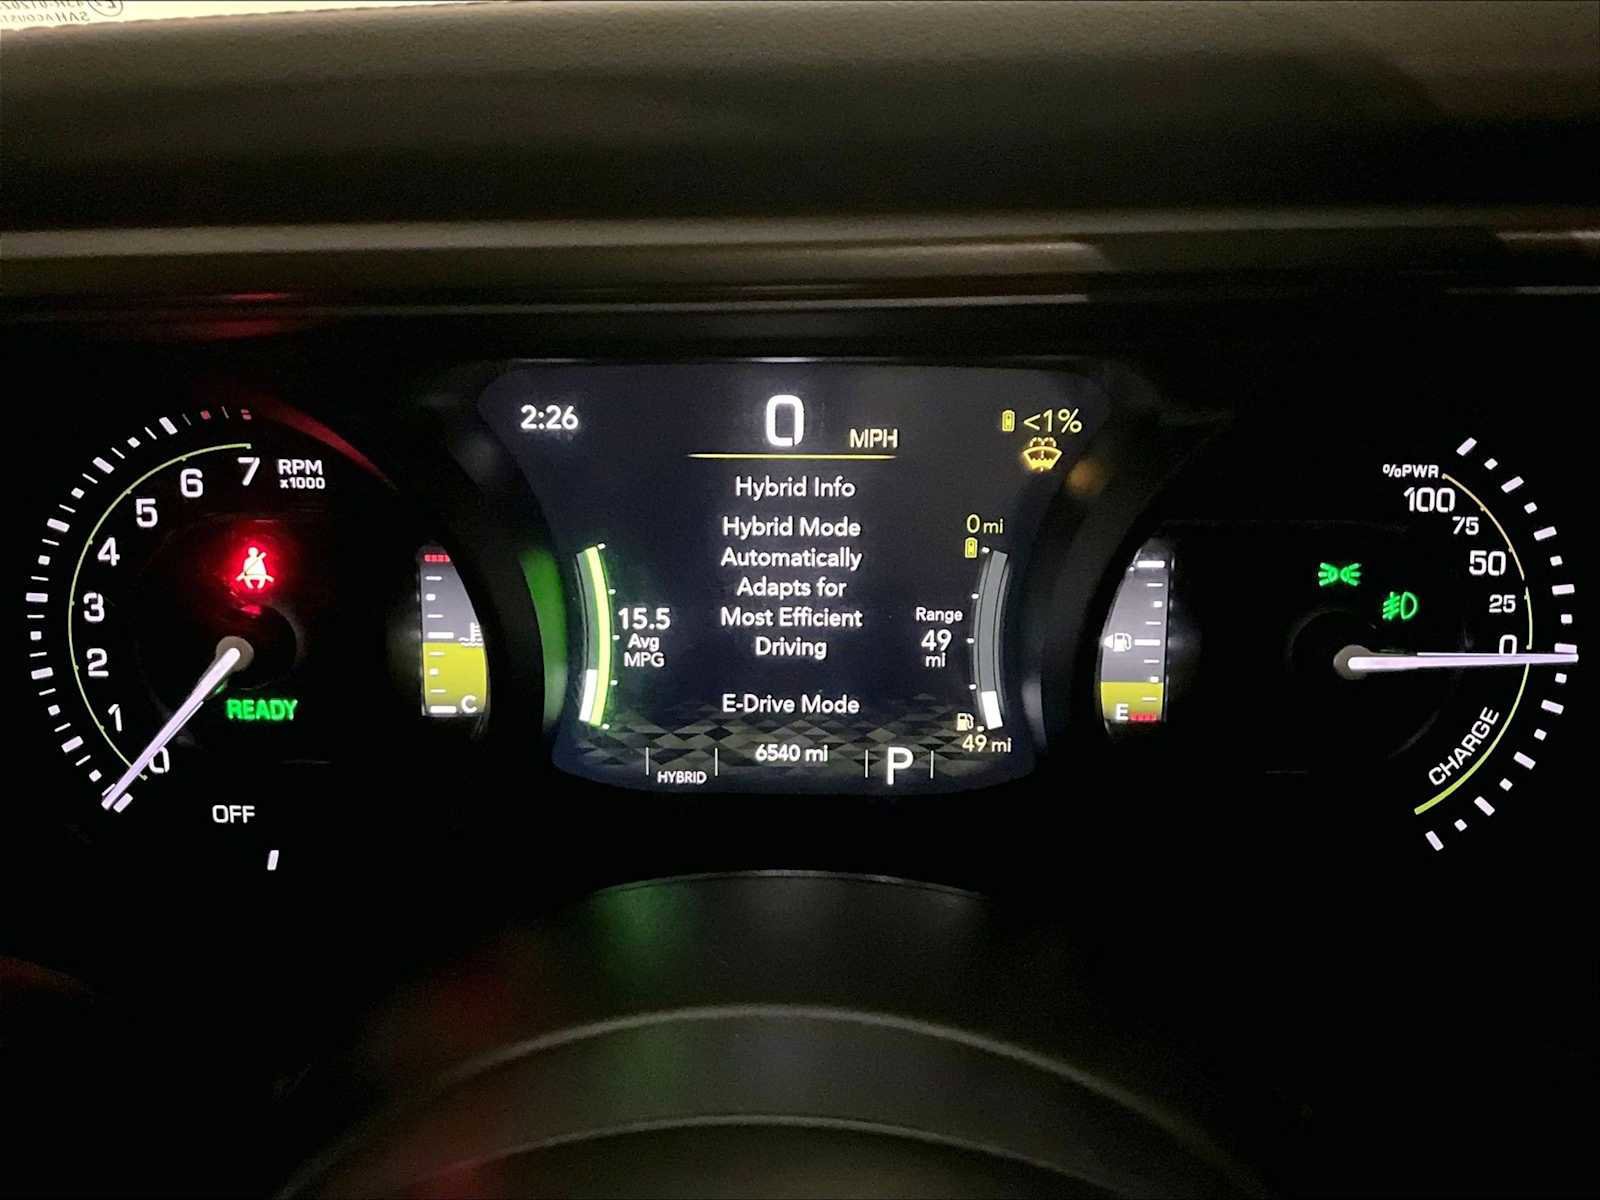 7
6
5
4
3
2
1
0
RPM
x1000
READY
OFF
C
2:26
0 MPH
<1%
Hybrid Info
Hybrid Mode
Automatically
Adapts for
Most Efficient
Driving
E-Drive Mode
15.5
Avg
MPG
0 mi
Range
49
mi
49 mi
HYBRID
6540 mi
P
E
%PWR
100
75
50
25
0
CHARGE